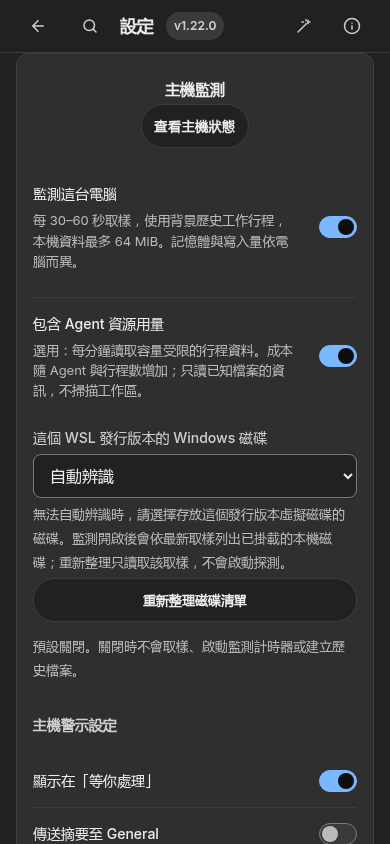 設定
v1.22.0
主機監測
查看主機狀態
監測這台電腦
每 30–60 秒取樣，使用背景歷史工作行程，
本機資料最多 64 MiB。記憶體與寫入量依電
腦而異。
包含 Agent 資源用量
選用：每分鐘讀取容量受限的行程資料。成本
隨 Agent 與行程數增加；只讀已知檔案的資
訊，不掃描工作區。
這個 WSL 發行版本的 Windows 磁碟
自動辨識
無法自動辨識時，請選擇存放這個發行版本虛擬磁碟的
磁碟。監測開啟後會依最新取樣列出已掛載的本機磁
碟；重新整理只讀取該取樣，不會啟動探測。
重新整理磁碟清單
預設關閉。關閉時不會取樣、啟動監測計時器或建立歷
史檔案。
主機警示設定
顯示在「等你處理」
傳送摘要至 General